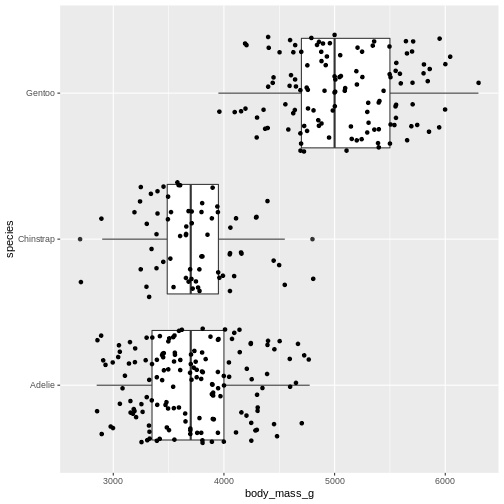 Gentoo
Chinstrap
Adelie
species
3000
4000
5000
6000
body_mass_g